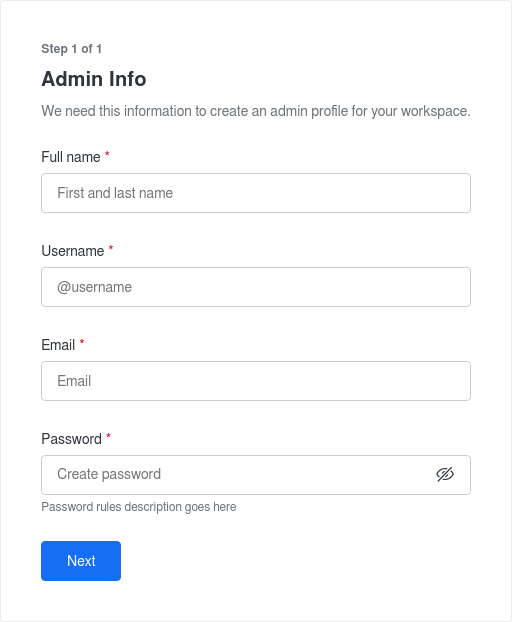 Step 1 of 1
Admin Info
We need this information to create an admin profile for your workspace.
Full name *
First and last name
Username *
@username
Email *
Email
Password *
Create password
Password rules description goes here
Next